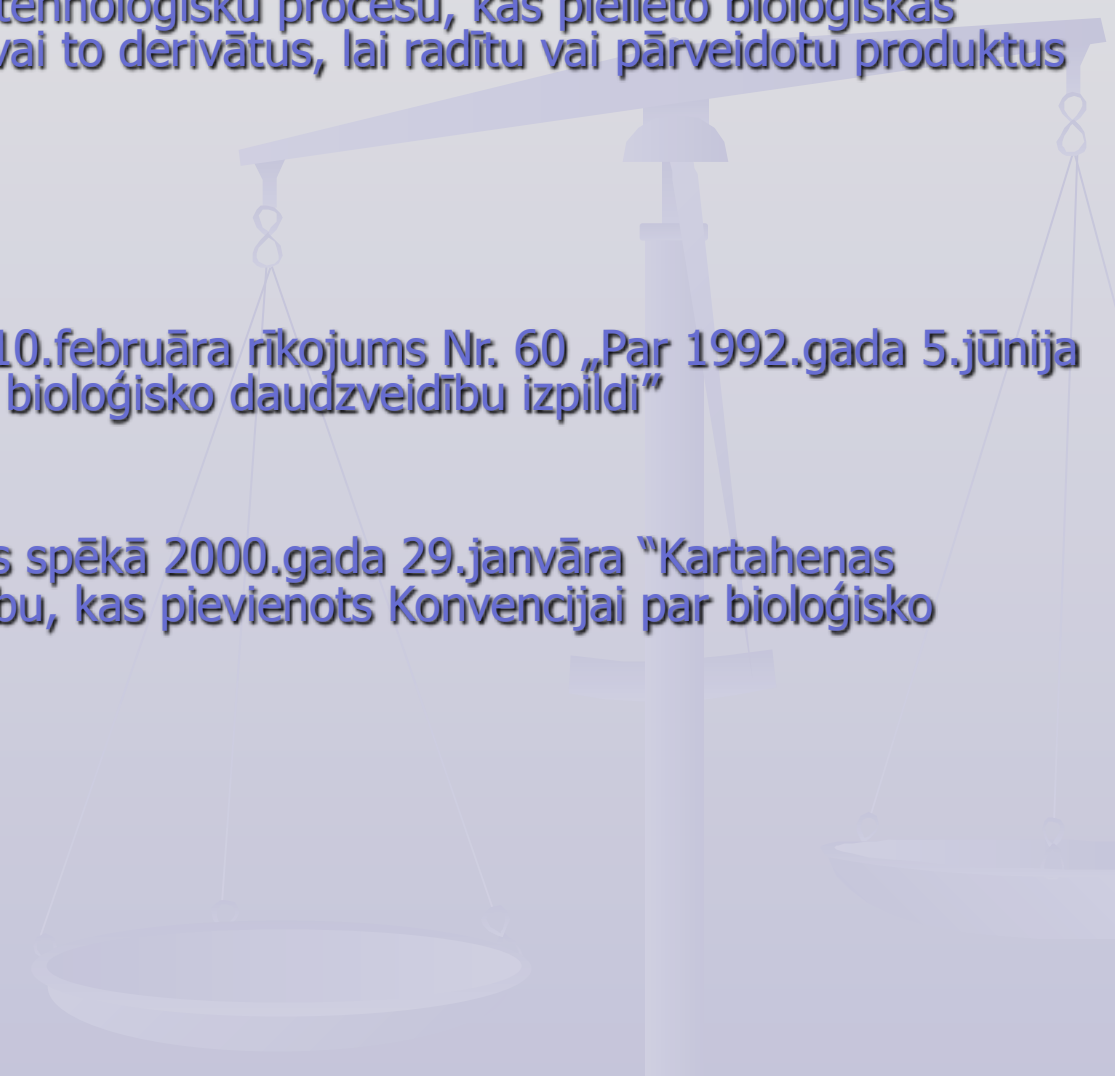 tehnoloģisku procesu, kas pielieto bioloģiskas
vai to derivātus, lai radītu vai pārveidotu produktus
10.februāra rīkojums Nr. 60 „Par 1992.gada 5.jūnija
bioloģisko daudzveidību izpildi”
s spēkā 2000.gada 29.janvāra “Kartahenas
bu, kas pievienots Konvencijai par bioloģisko